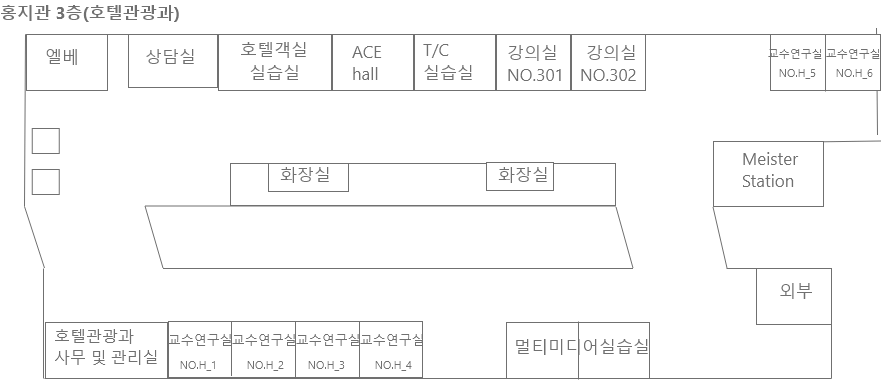 홍지관 3층(호텔관광과)
엘베
상담실
호텔객실
실습실
ACE
hall
T/C
실습실
강의실
NO.301
강의실
NO.302
교수연구실
NO.H_5
교수연구실
NO.H_6
화장실
화장실
Meister
Station
외부
호텔관광과
사무 및 관리실
교수연구실
NO.H_1
교수연구실
NO.H_2
교수연구실
NO.H_3
교수연구실
NO.H_4
멀티미디어실습실